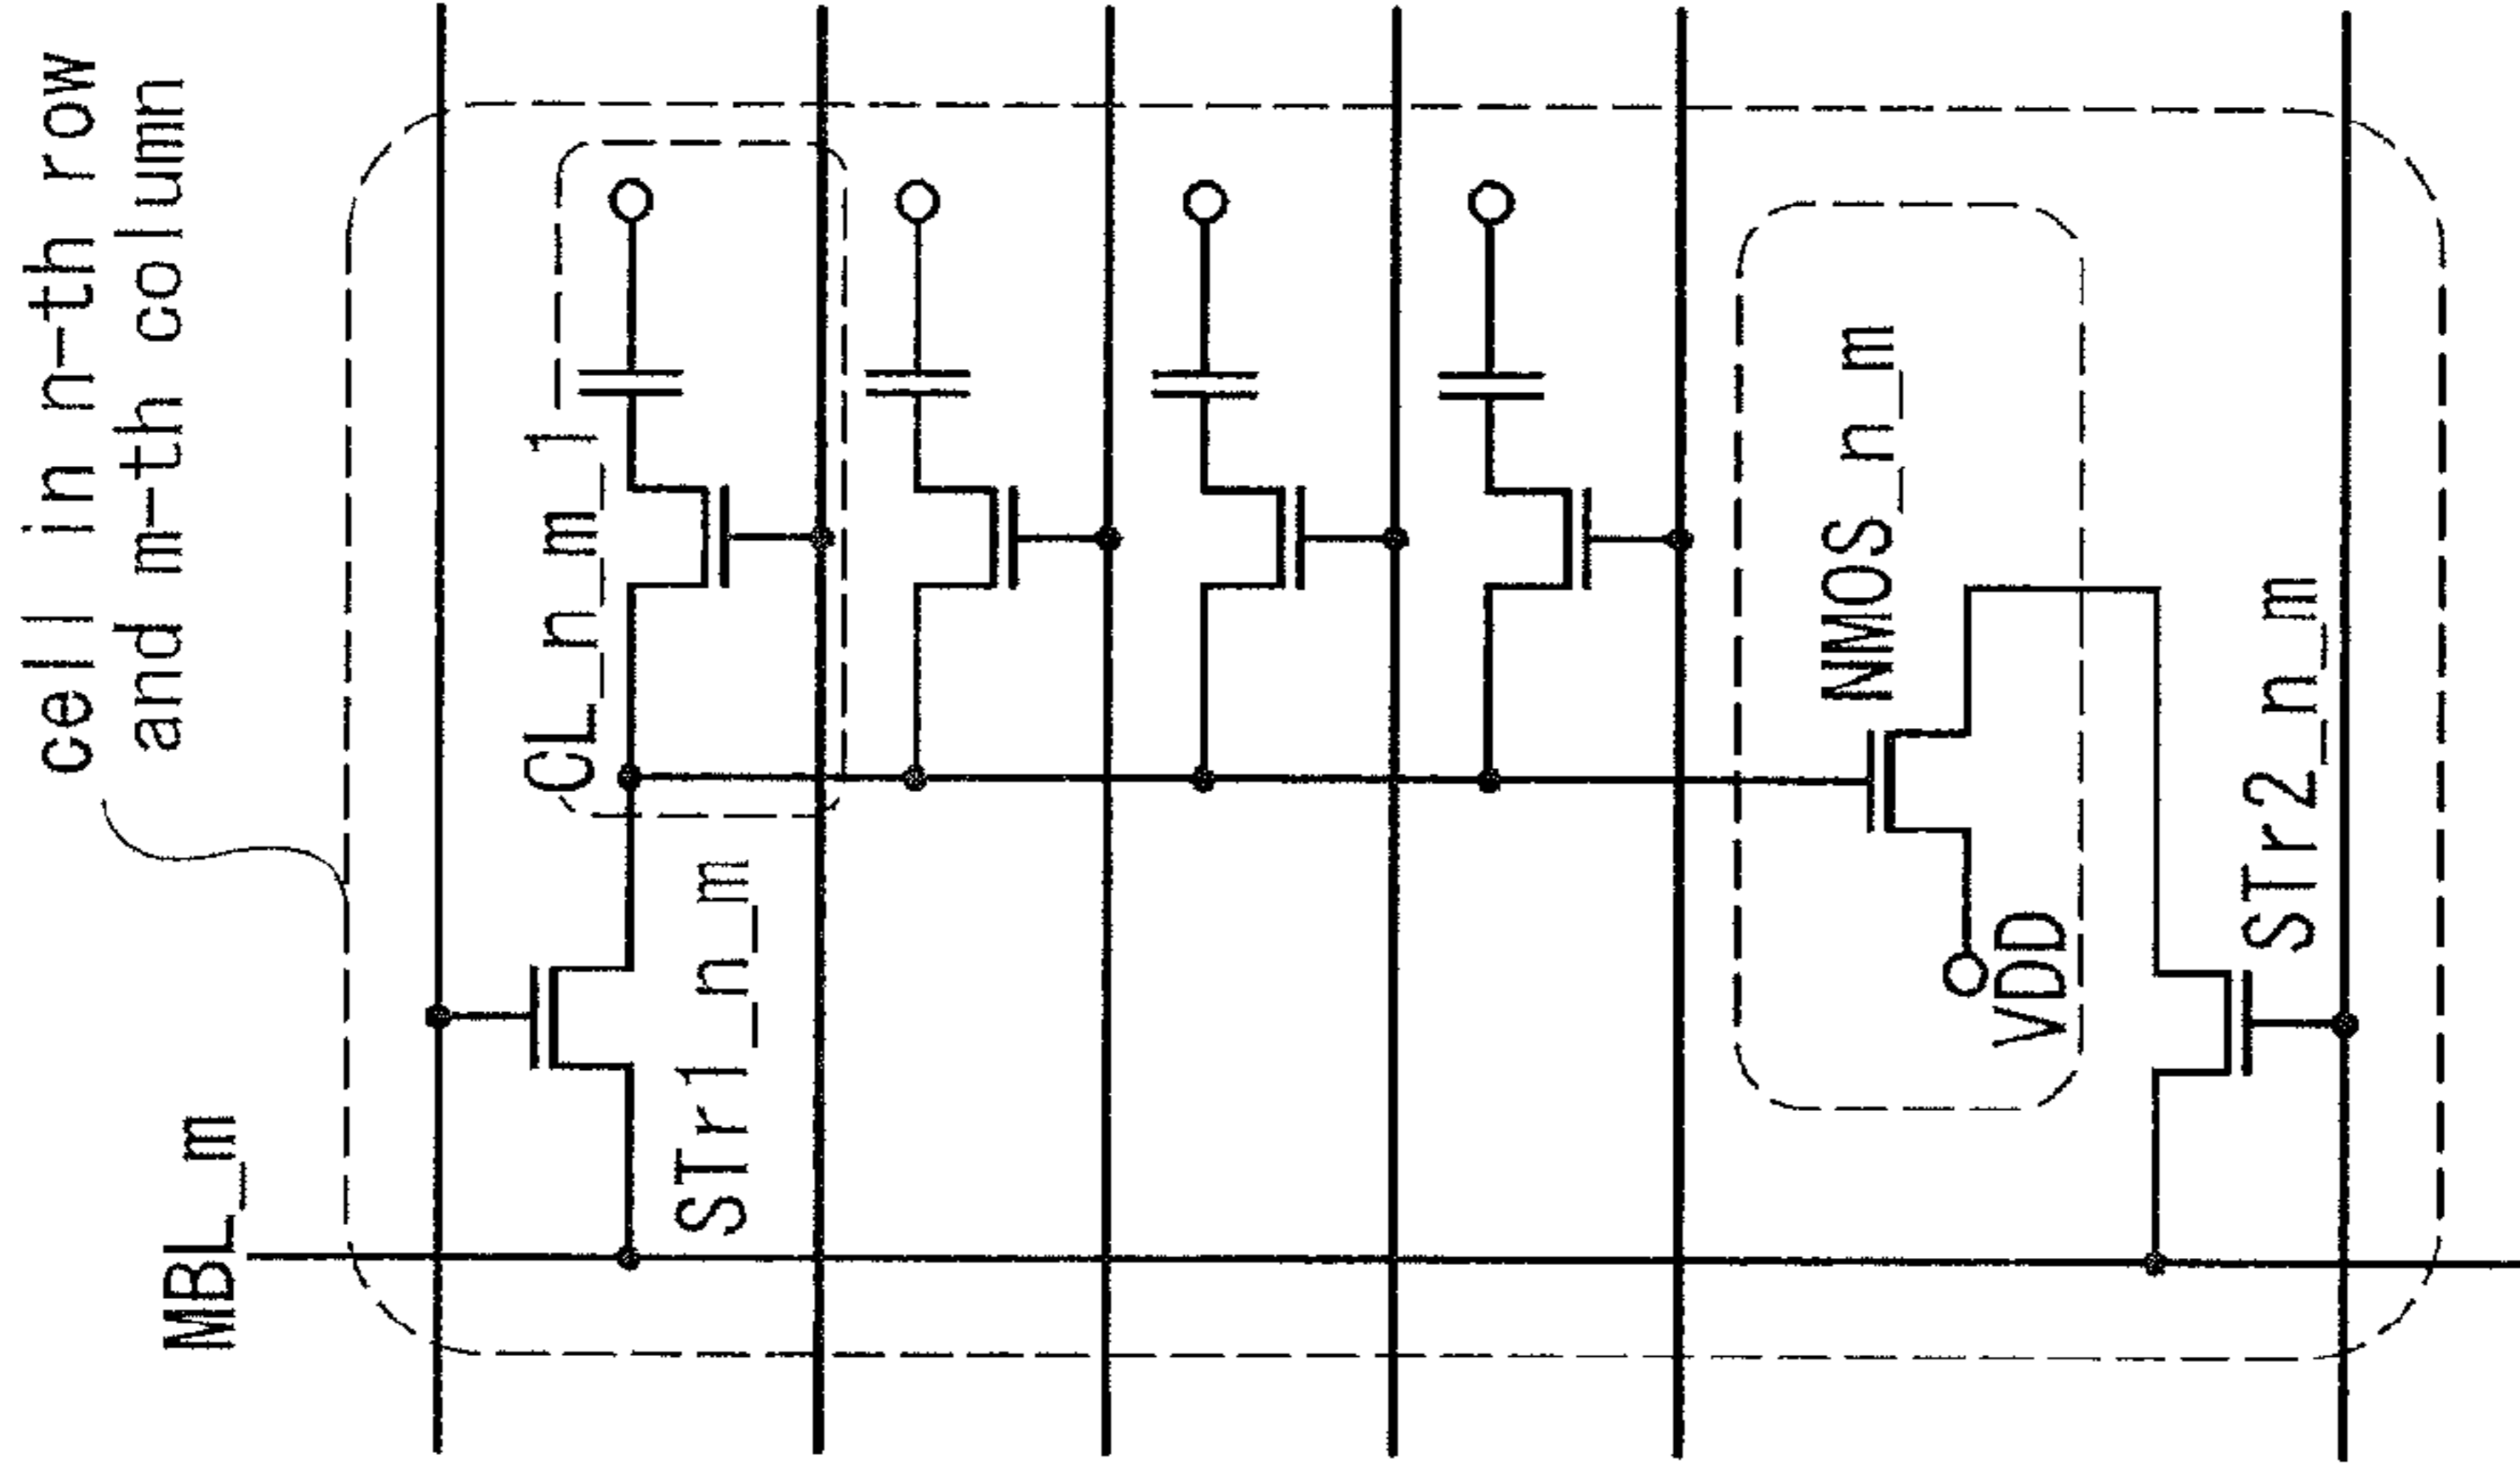 cell in n-th row
and m-th column
MBL_m
CL_n_m_1
STr1_n_m
NMOS_n_m
VDD
STr2_n_m